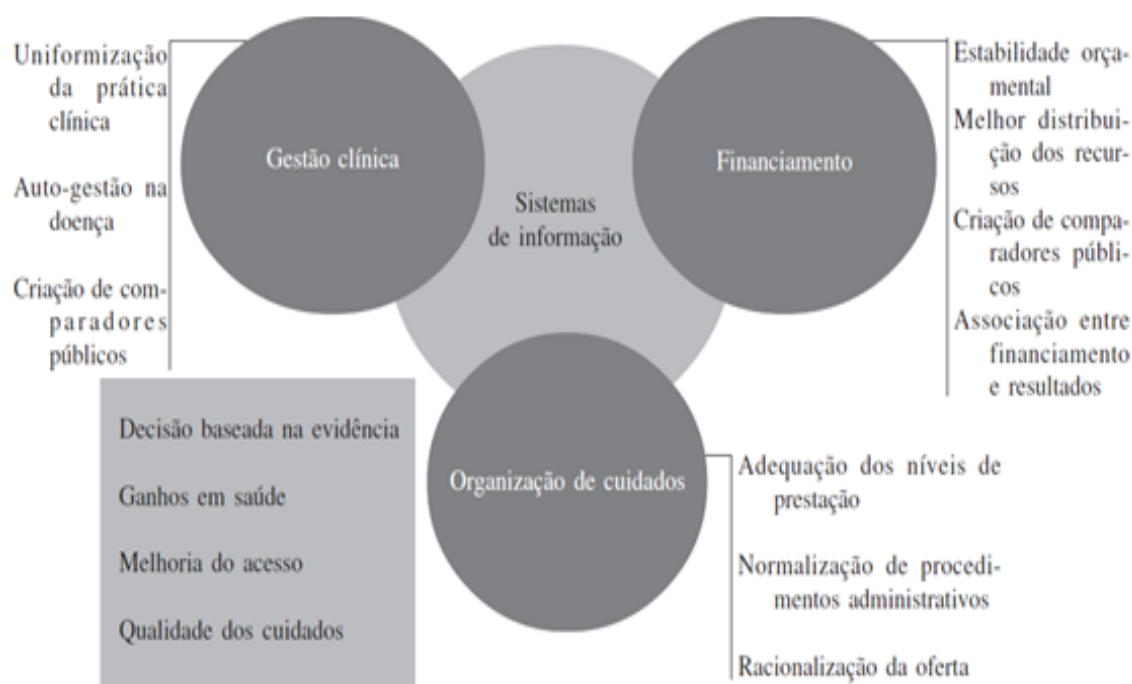 Uniformização
da prática
clínica
Auto-gestão na
doença
Criação de com-
paradores
públicos
Gestão clínica
Sistemas
de informação
Financiamento
Estabilidade orça-
mental
Melhor distribui-
ção dos recur-
sos
Criação de compa-
radores públi-
cos
Associação entre
financiamento
e resultados
Decisão baseada na evidência
Ganhos em saúde
Melhoria do acesso
Qualidade dos cuidados
Organização de cuidados
Adequação dos níveis de
prestação
Normalização de procedi-
mentos administrativos
Racionalização da oferta